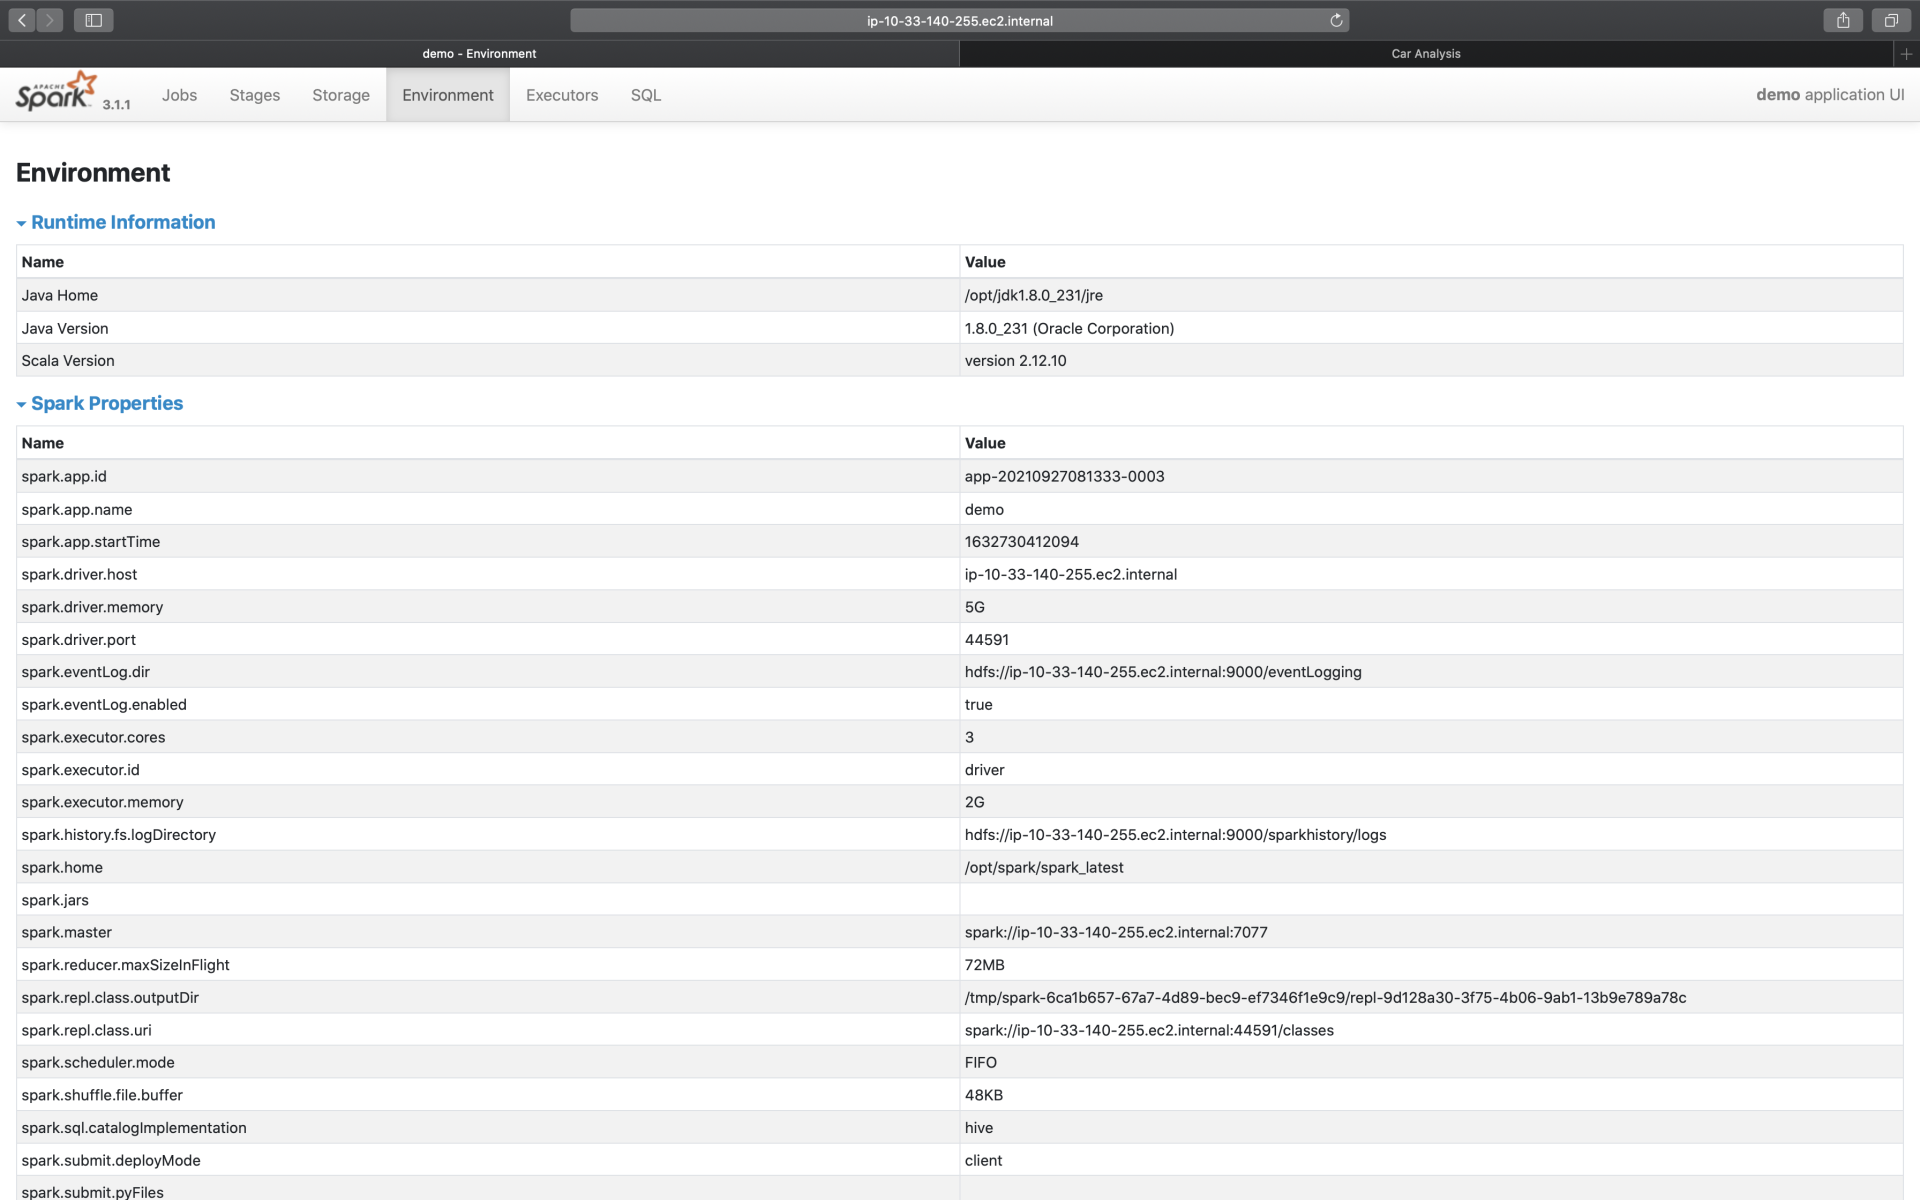 ip-10-33-140-255.ec2.internal
demo - Environment
Car Analysis
APACHE Spark 3.1.1 Jobs Stages Storage Environment Executors SQL demo application UI
Environment
Runtime Information
Name Value
Java Home /opt/jdk1.8.0_231/jre
Java Version 1.8.0_231 (Oracle Corporation)
Scala Version version 2.12.10
Spark Properties
Name Value
spark.app.id app-20210927081333-0003
spark.app.name demo
spark.app.startTime 1632730412094
spark.driver.host ip-10-33-140-255.ec2.internal
spark.driver.memory 5G
spark.driver.port 44591
spark.eventLog.dir hdfs://ip-10-33-140-255.ec2.internal:9000/eventLogging
spark.eventLog.enabled true
spark.executor.cores 3
spark.executor.id driver
spark.executor.memory 2G
spark.history.fs.logDirectory hdfs://ip-10-33-140-255.ec2.internal:9000/sparkhistory/logs
spark.home /opt/spark/spark_latest
spark.jars
spark.master spark://ip-10-33-140-255.ec2.internal:7077
spark.reducer.maxSizeInFlight 72MB
spark.repl.class.outputDir /tmp/spark-6ca1b657-67a7-4d89-bec9-ef7346f1e9c9/repl-9d128a30-3f75-4b06-9ab1-13b9e789a78c
spark.repl.class.uri spark://ip-10-33-140-255.ec2.internal:44591/classes
spark.scheduler.mode FIFO
spark.shuffle.file.buffer 48KB
spark.sql.catalogImplementation hive
spark.submit.deployMode client
spark.submit.pyFiles